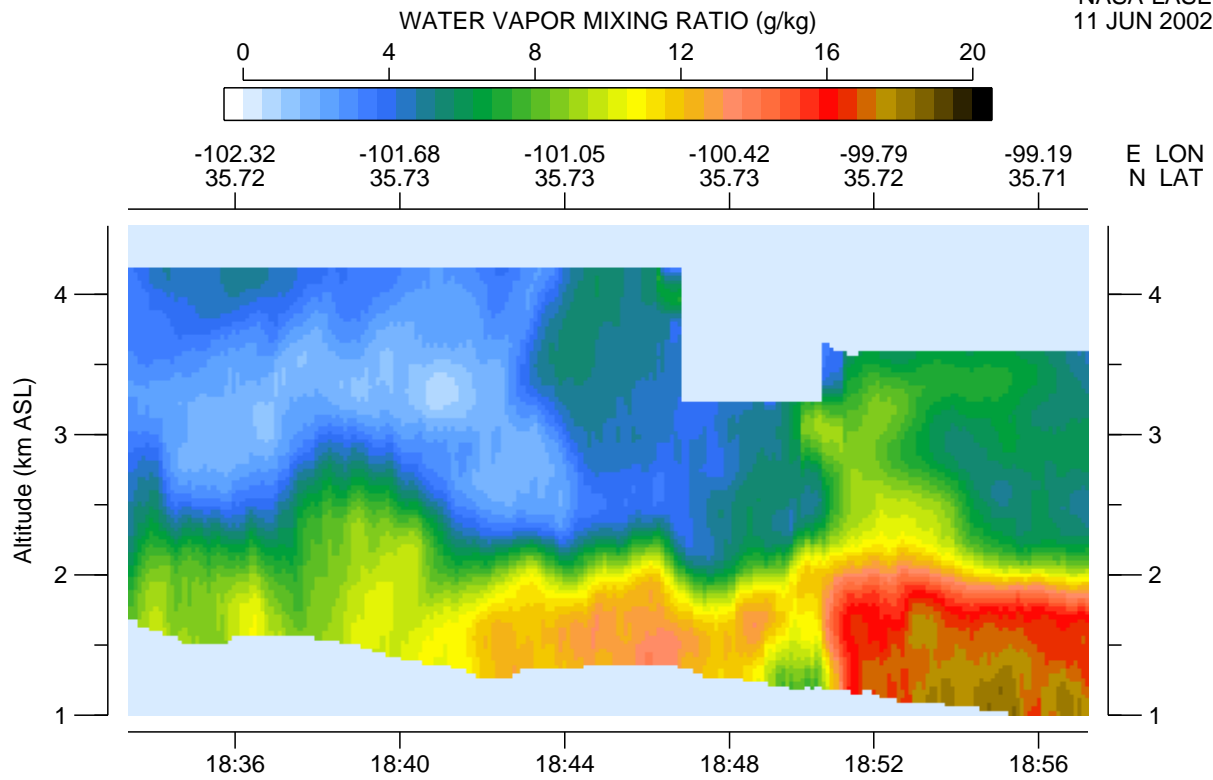 NASA LASE
WATER VAPOR MIXING RATIO (g/kg) 11 JUN 2002
0 4 8 12 16 20
-102.32 -101.68 -101.05 -100.42 -99.79 -99.19 E LON
35.72 35.73 35.73 35.73 35.72 35.71 N LAT
4 4
3 3
Altitude (km ASL)
2 2
1 1
18:36 18:40 18:44 18:48 18:52 18:56